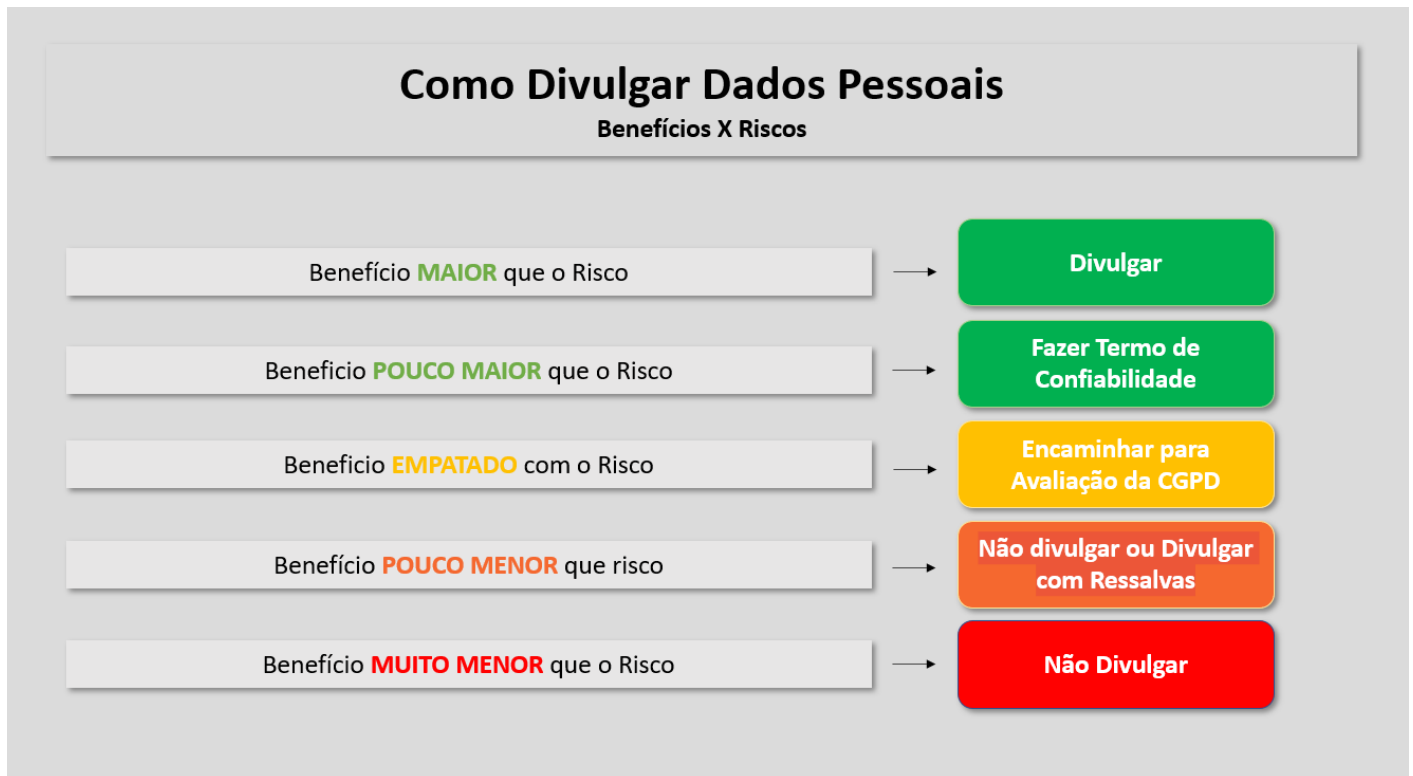 Como Divulgar Dados Pessoais
Benefícios X Riscos
Benefício MAIOR que o Risco
Divulgar
Beneficio POUCO MAIOR que o Risco
Fazer Termo de
Confiabilidade
Beneficio EMPATADO com o Risco
Encaminhar para
Avaliação da CGPD
Benefício POUCO MENOR que risco
Não divulgar ou Divulgar
com Ressalvas
Benefício MUITO MENOR que o Risco
Não Divulgar